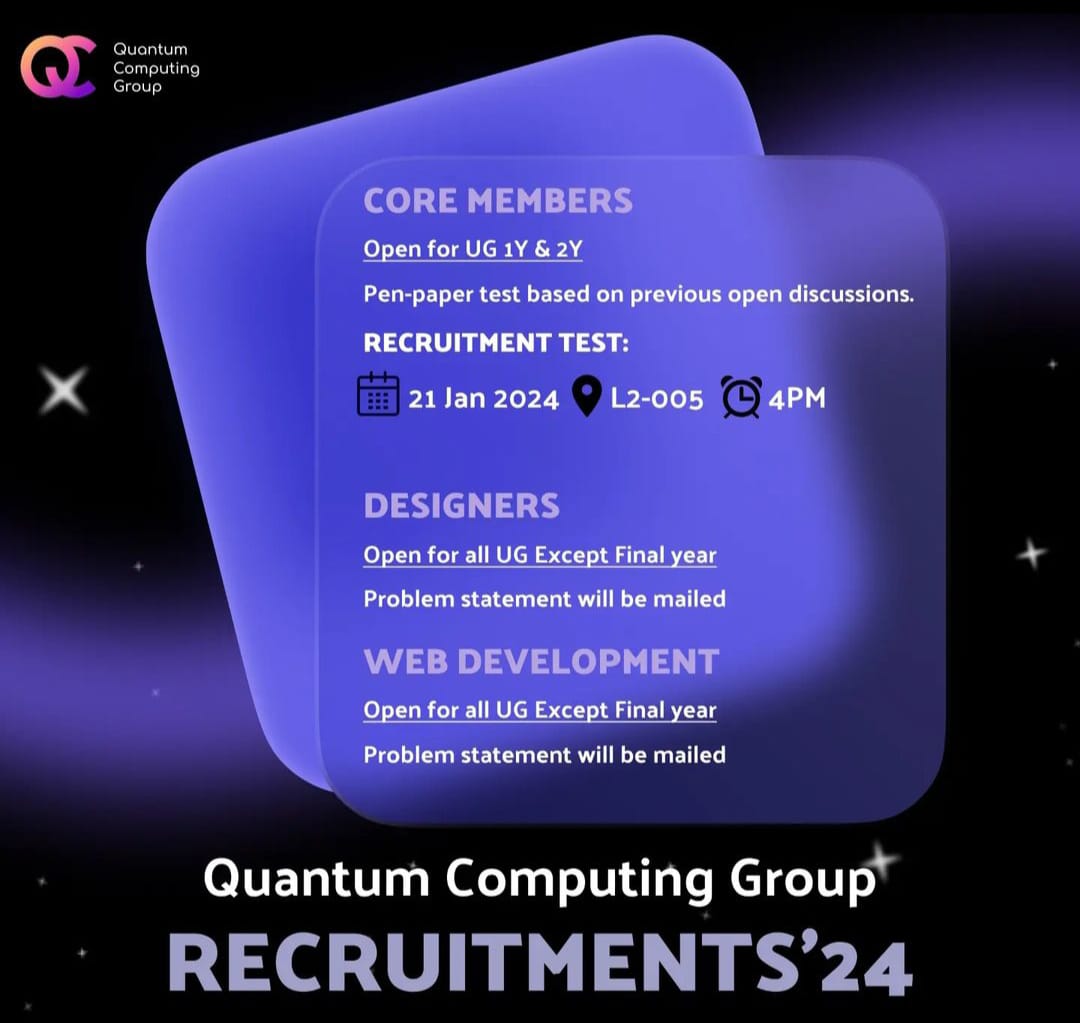 QC
Quantum
Computing
Group
CORE MEMBERS
Open for UG 1Y & 2Y
Pen-paper test based on previous open discussions.
RECRUITMENT TEST:
21 Jan 2024 L2-005 4PM
DESIGNERS
Open for all UG Except Final year
Problem statement will be mailed
WEB DEVELOPMENT
Open for all UG Except Final year
Problem statement will be mailed
Quantum Computing Group
RECRUITMENTS’24